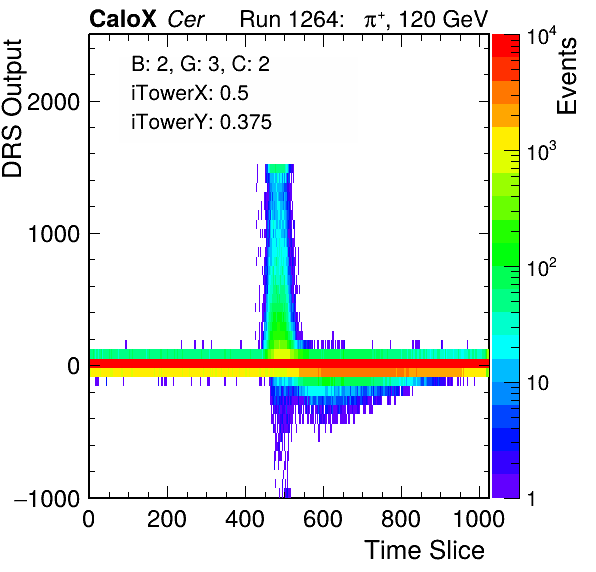 CaloX Cer Run 1264: π⁺, 120 GeV
B: 2, G: 3, C: 2
iTowerX: 0.5
iTowerY: 0.375
DRS Output
2000
1000
0
−1000
0 200 400 600 800 1000
Time Slice
Events
10⁴
10³
10²
10
1